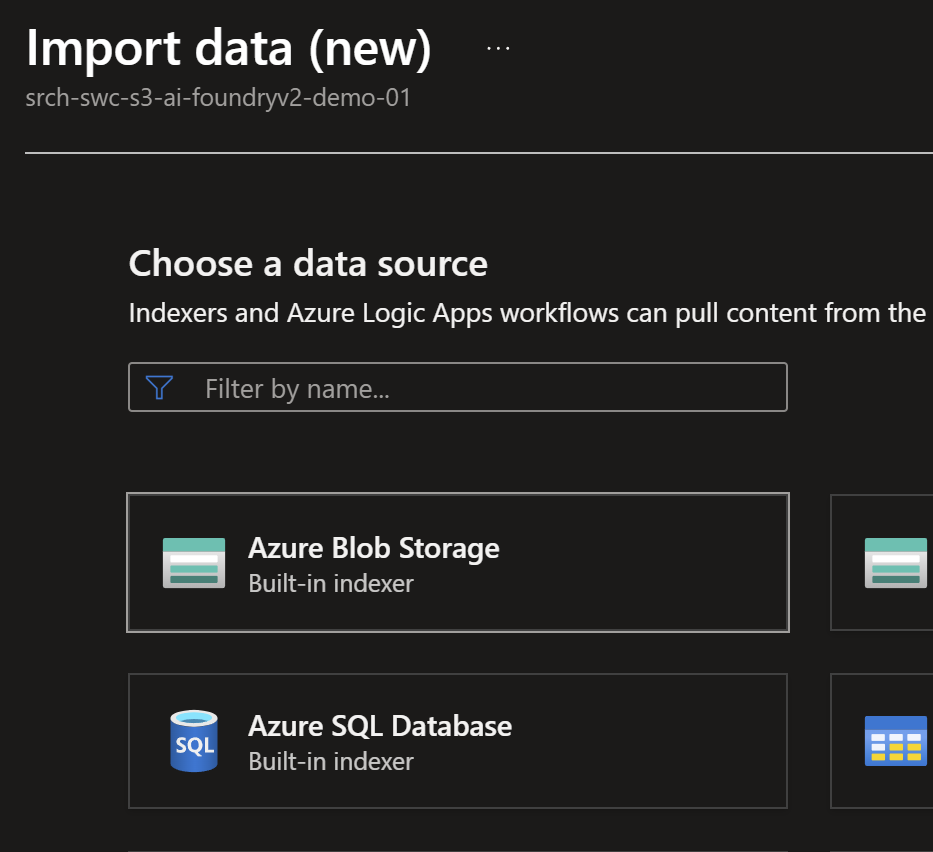 Import data (new) ...
srch-swc-s3-ai-foundryv2-demo-01
Choose a data source
Indexers and Azure Logic Apps workflows can pull content from the
Filter by name...
Azure Blob Storage
Built-in indexer
SQL
Azure SQL Database
Built-in indexer